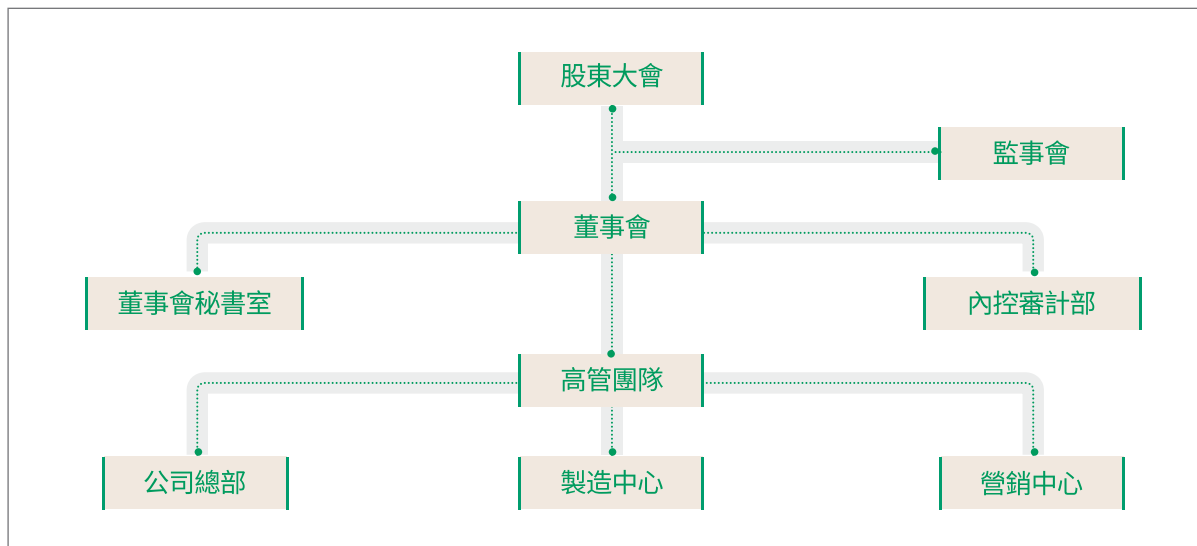 股東大會
監事會
董事會
董事會秘書室
內控審計部
高管團隊
公司總部
製造中心
營銷中心